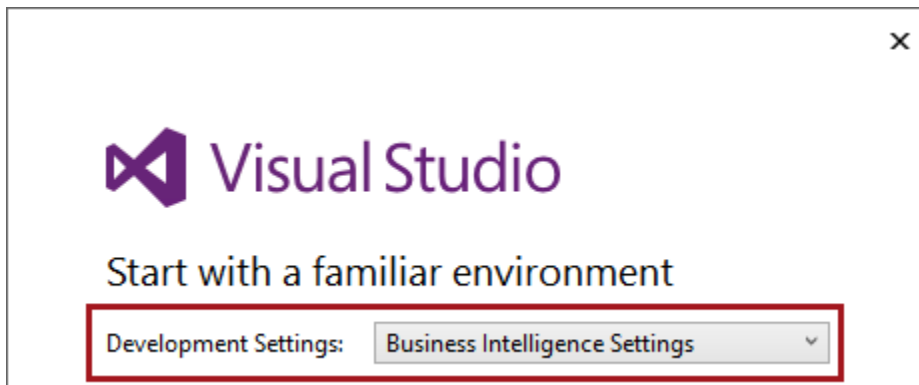 Visual Studio
Start with a familiar environment
Development Settings: Business Intelligence Settings